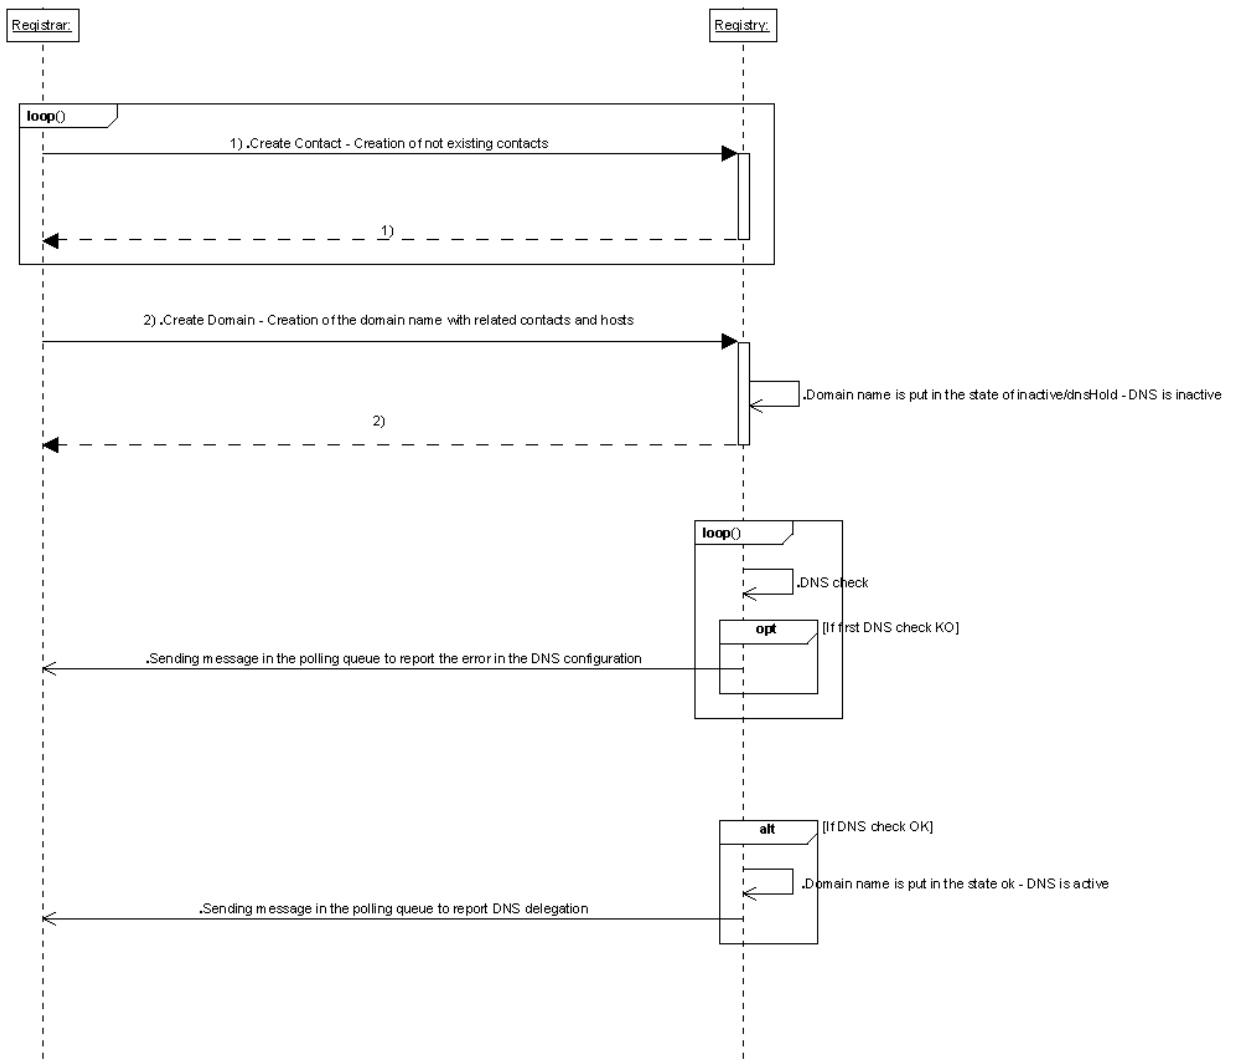 Registrar:
Registry:
loop()
1) .Create Contact - Creation of not existing contacts
1)
2) .Create Domain - Creation of the domain name with related contacts and hosts
.Domain name is put in the state of inactive/dnsHold - DNS is inactive
2)
loop()
.DNS check
opt
[If first DNS check KO]
.Sending message in the polling queue to report the error in the DNS configuration
alt
[If DNS check OK]
.Domain name is put in the state ok - DNS is active
.Sending message in the polling queue to report DNS delegation